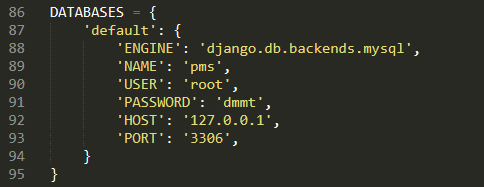 86 DATABASES = {
87     'default': {
88         'ENGINE': 'django.db.backends.mysql',
89         'NAME': 'pms',
90         'USER': 'root',
91         'PASSWORD': 'dmmt',
92         'HOST': '127.0.0.1',
93         'PORT': '3306',
94     }
95 }